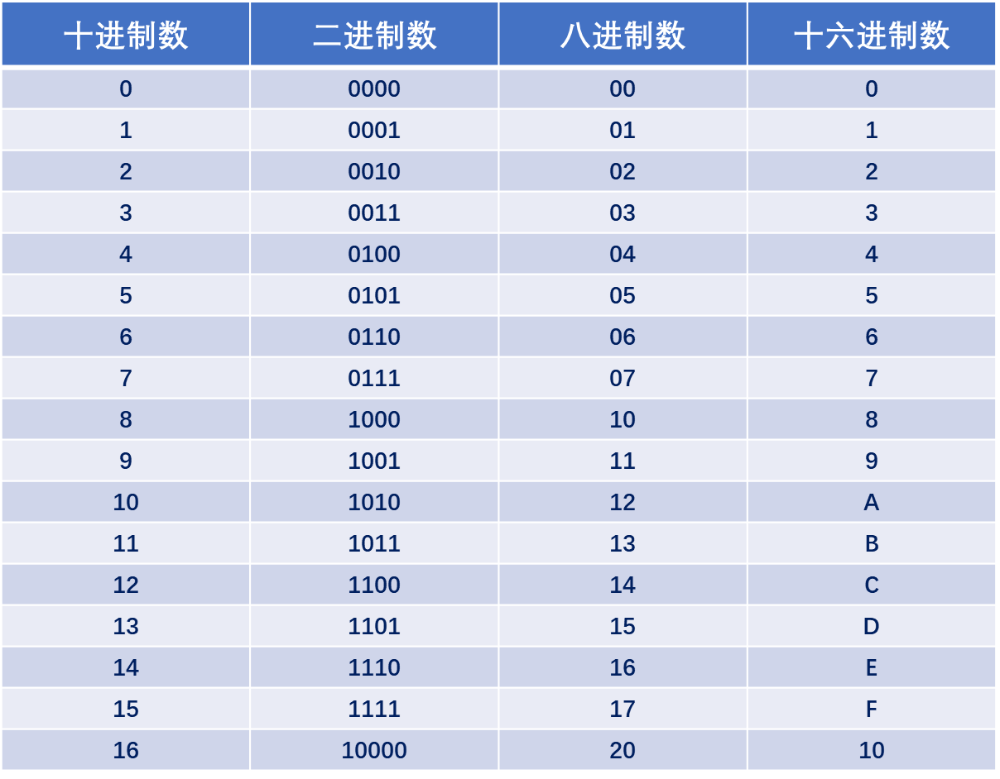 十进制数 二进制数 八进制数 十六进制数
0 0000 00 0
1 0001 01 1
2 0010 02 2
3 0011 03 3
4 0100 04 4
5 0101 05 5
6 0110 06 6
7 0111 07 7
8 1000 10 8
9 1001 11 9
10 1010 12 A
11 1011 13 B
12 1100 14 C
13 1101 15 D
14 1110 16 E
15 1111 17 F
16 10000 20 10